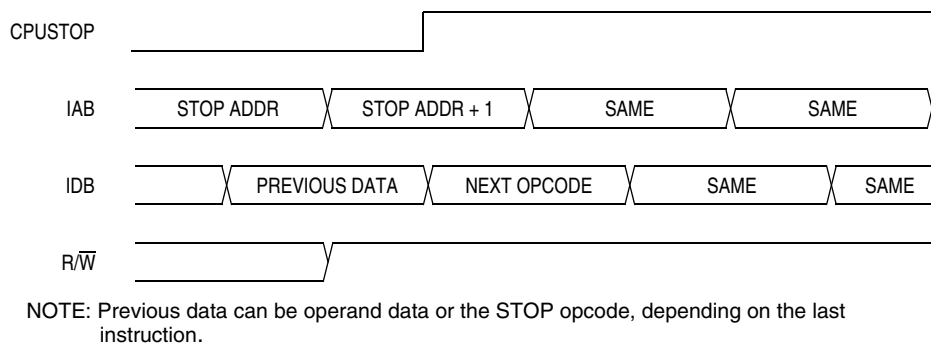 CPUSTOP
IAB STOP ADDR STOP ADDR + 1 SAME SAME
IDB PREVIOUS DATA NEXT OPCODE SAME SAME
R/W̅
NOTE: Previous data can be operand data or the STOP opcode, depending on the last
instruction.